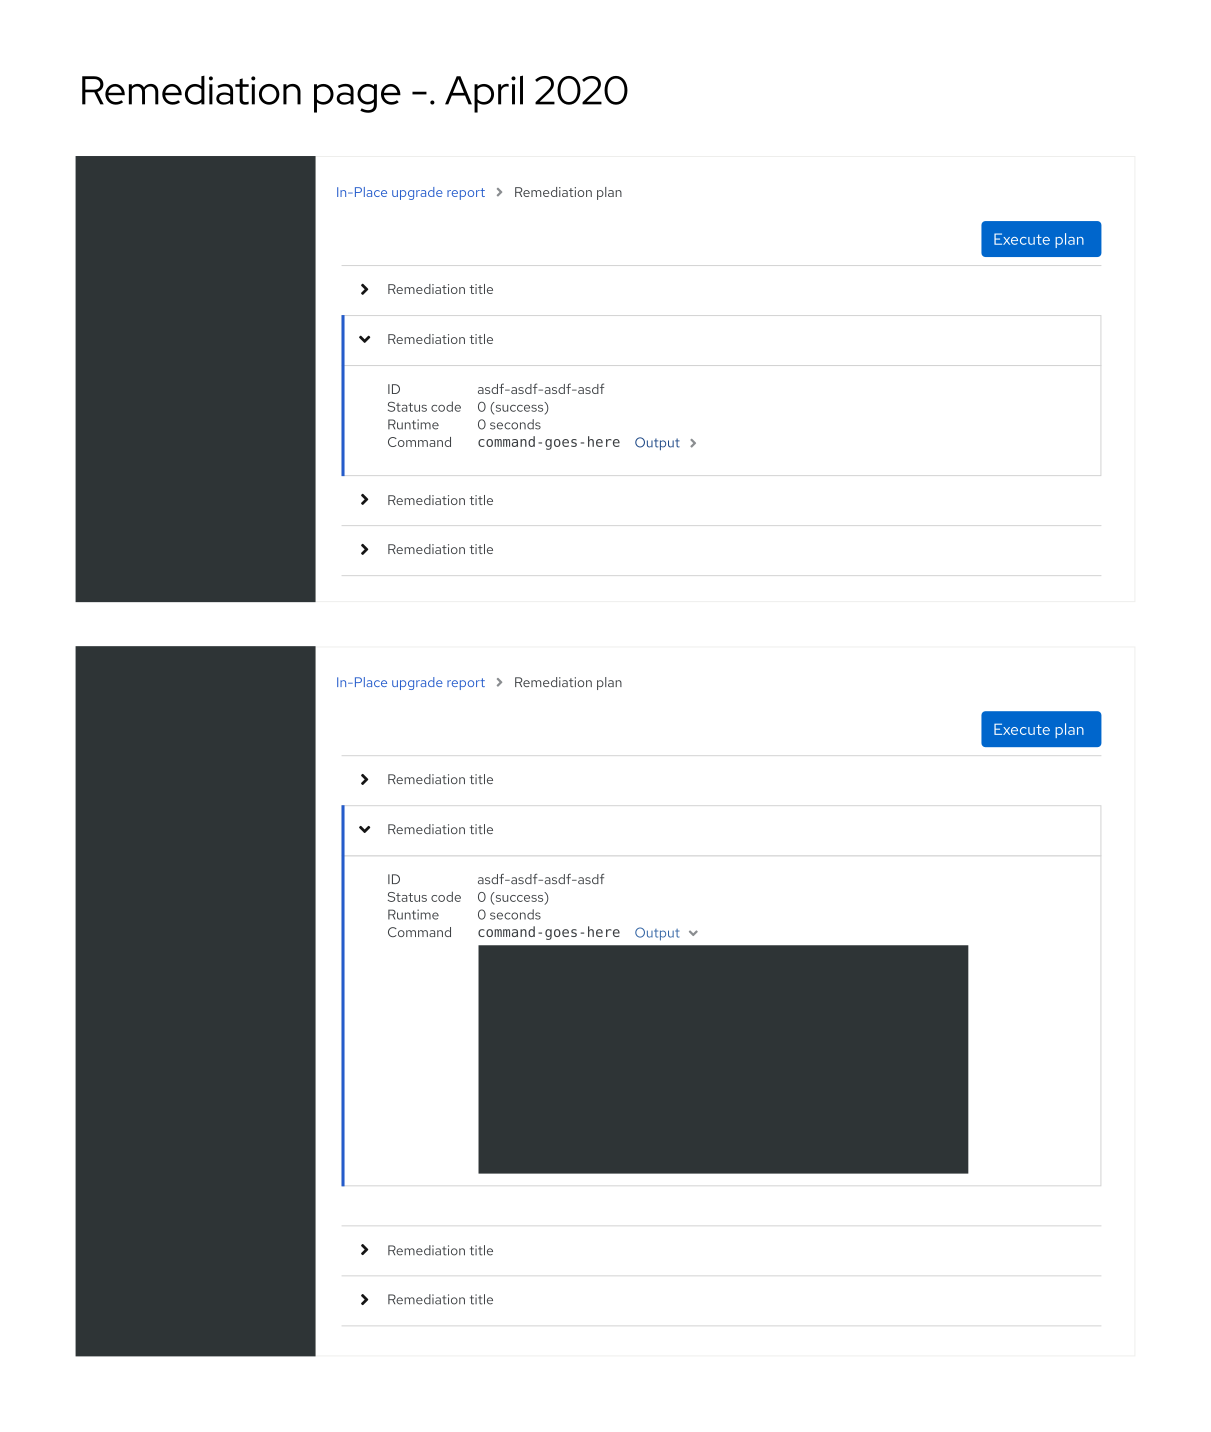 Remediation page -. April 2020
In-Place upgrade report Remediation plan
Execute plan
Remediation title
Remediation title
ID asdf-asdf-asdf-asdf
Status code 0 (success)
Runtime 0 seconds
Command command-goes-here Output
Remediation title
Remediation title
In-Place upgrade report Remediation plan
Execute plan
Remediation title
Remediation title
ID asdf-asdf-asdf-asdf
Status code 0 (success)
Runtime 0 seconds
Command command-goes-here Output
Remediation title
Remediation title